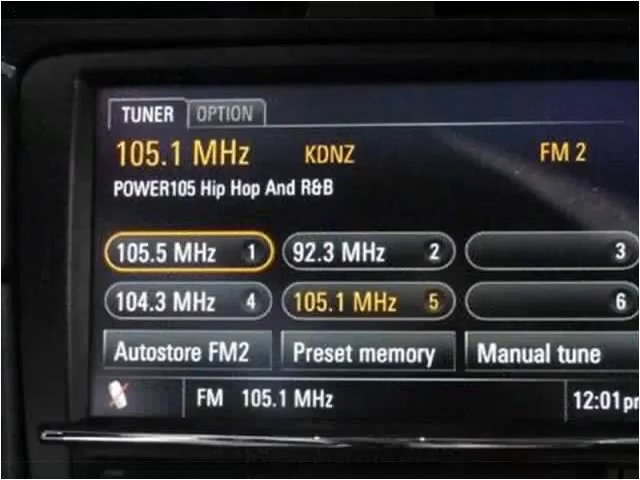 TUNER OPTION
105.1 MHz KDNZ FM 2
POWER105 Hip Hop And R&B
105.5 MHz 1 92.3 MHz 2 3
104.3 MHz 4 105.1 MHz 5 6
Autostore FM2 Preset memory Manual tune
FM 105.1 MHz 12:01pm